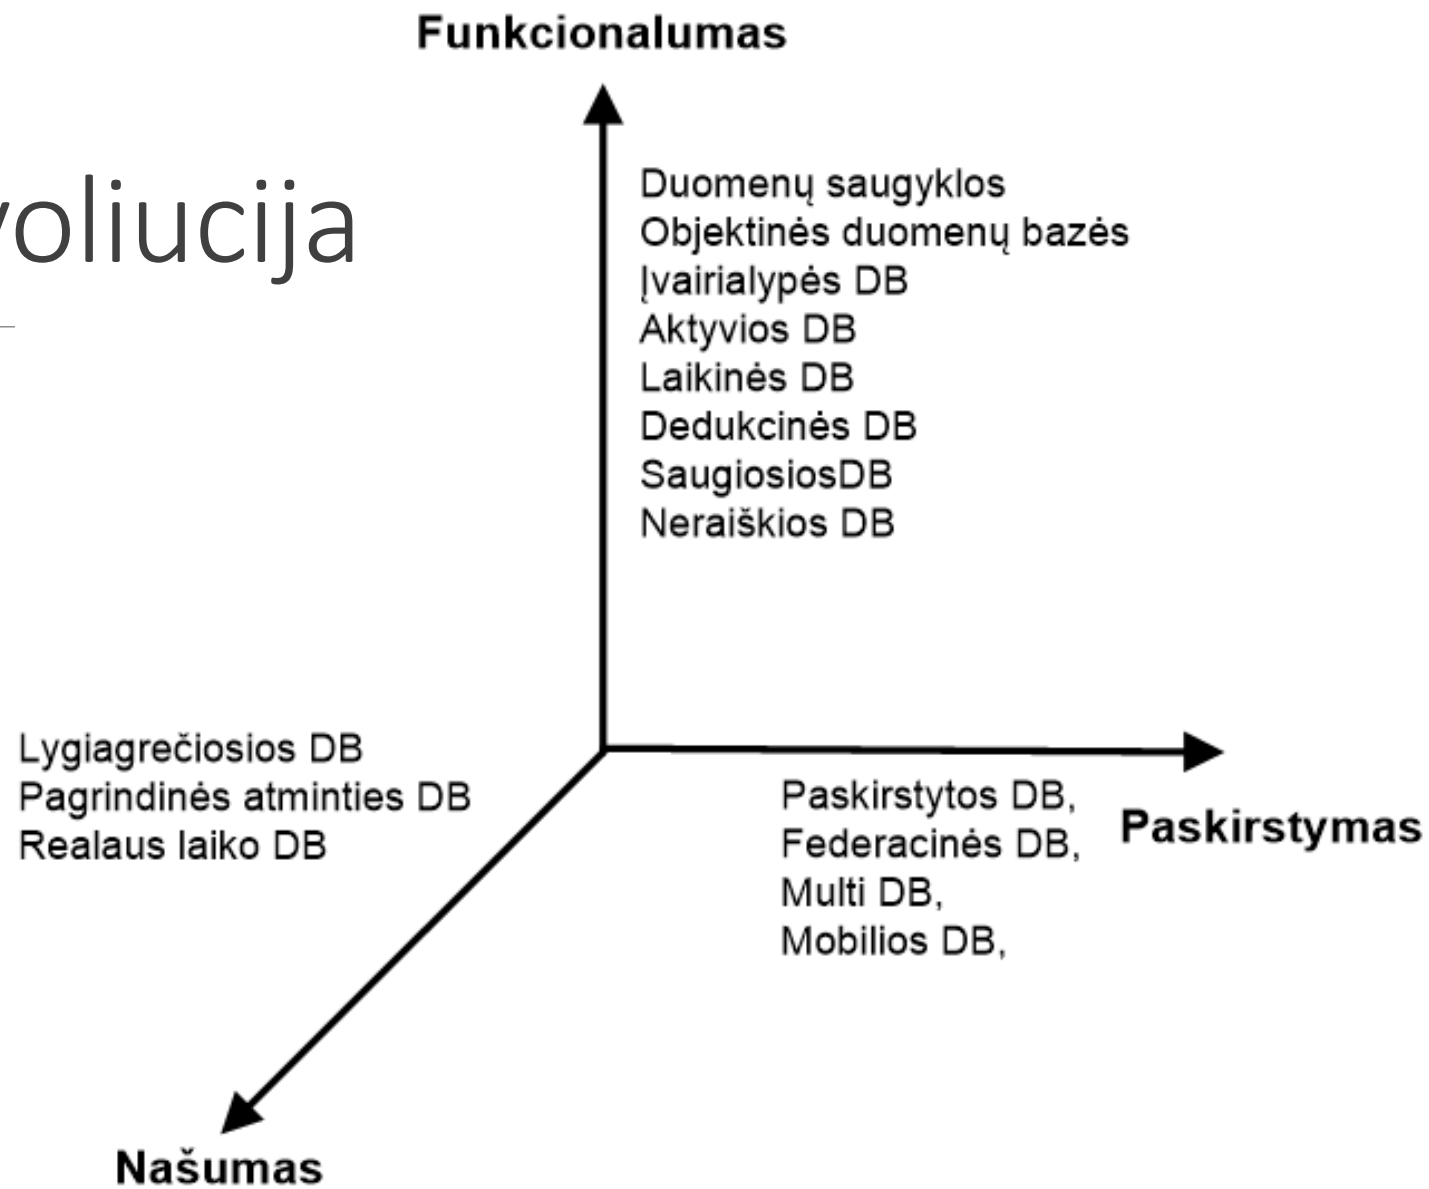 Funkcionalumas
voliucija
Duomenų saugyklos
Objektinės duomenų bazės
Įvairialypės DB
Aktyvios DB
Laikinės DB
Dedukcinės DB
SaugiosiosDB
Neraiškios DB
Lygiagrečiosios DB
Pagrindinės atminties DB
Realaus laiko DB
Paskirstytos DB,
Federacinės DB,
Multi DB,
Mobilios DB,
Paskirstymas
Našumas